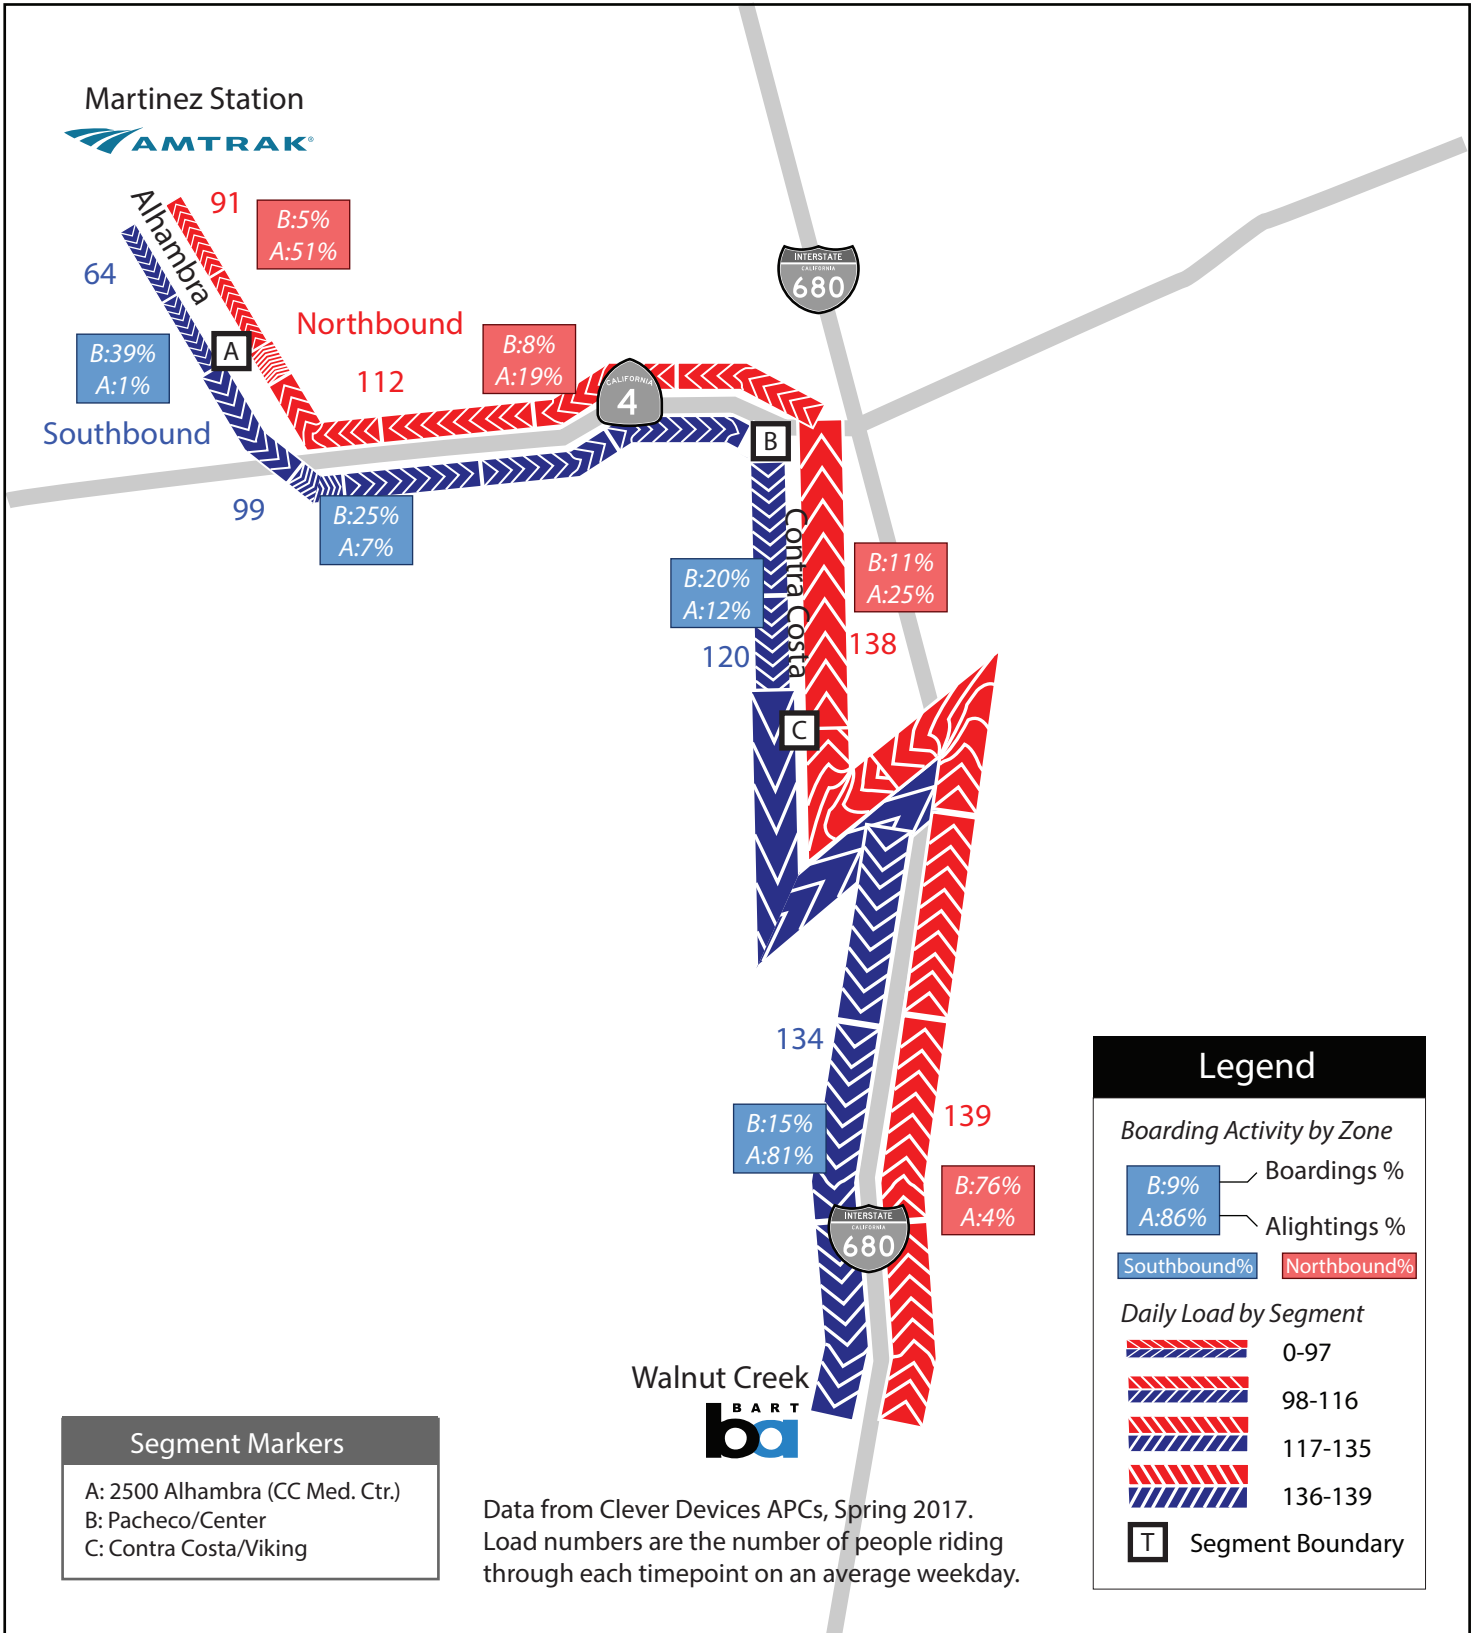 Martinez Station
AMTRAK®
Alhambra
91
B:5%
A:51%
64
INTERSTATE
CALIFORNIA
680
Northbound
B:39%
A:1%
A
112
B:8%
A:19%
CALIFORNIA
4
Southbound
B
99
B:25%
A:7%
Contra Costa
B:20%
A:12%
B:11%
A:25%
120
138
C
134
139
B:15%
A:81%
B:76%
A:4%
INTERSTATE
CALIFORNIA
680
Walnut Creek
BART
ba
Legend
Boarding Activity by Zone
B:9%
A:86%
Boardings %
Alightings %
Southbound%
Northbound%
Daily Load by Segment
0-97
98-116
117-135
136-139
T
Segment Boundary
Segment Markers
A: 2500 Alhambra (CC Med. Ctr.)
B: Pacheco/Center
C: Contra Costa/Viking
Data from Clever Devices APCs, Spring 2017.
Load numbers are the number of people riding
through each timepoint on an average weekday.